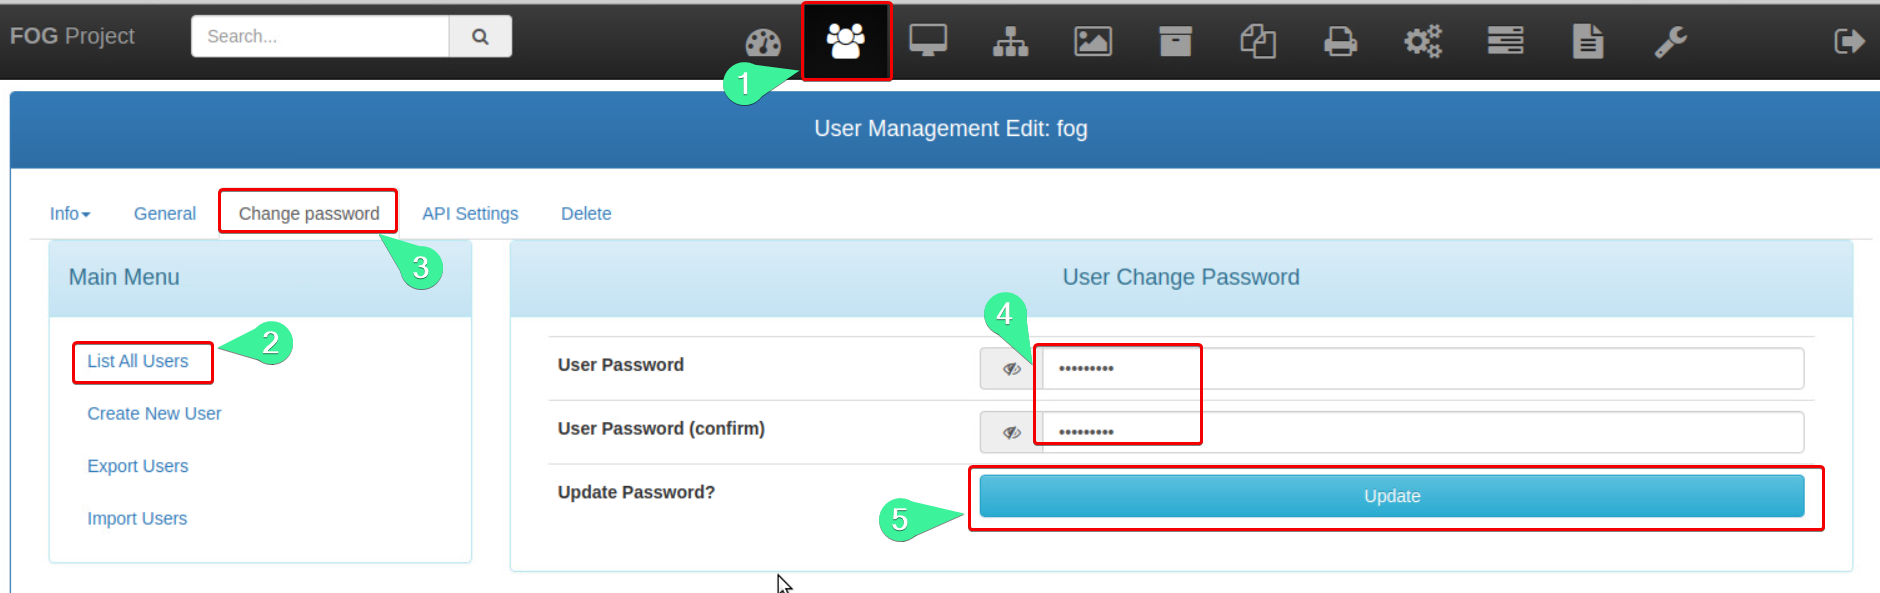 FOG Project
Search...
1
User Management Edit: fog
Info
General
Change password
API Settings
Delete
3
Main Menu
User Change Password
2
List All Users
Create New User
Export Users
Import Users
4
User Password
•••••••••
User Password (confirm)
•••••••••
Update Password?
Update
5